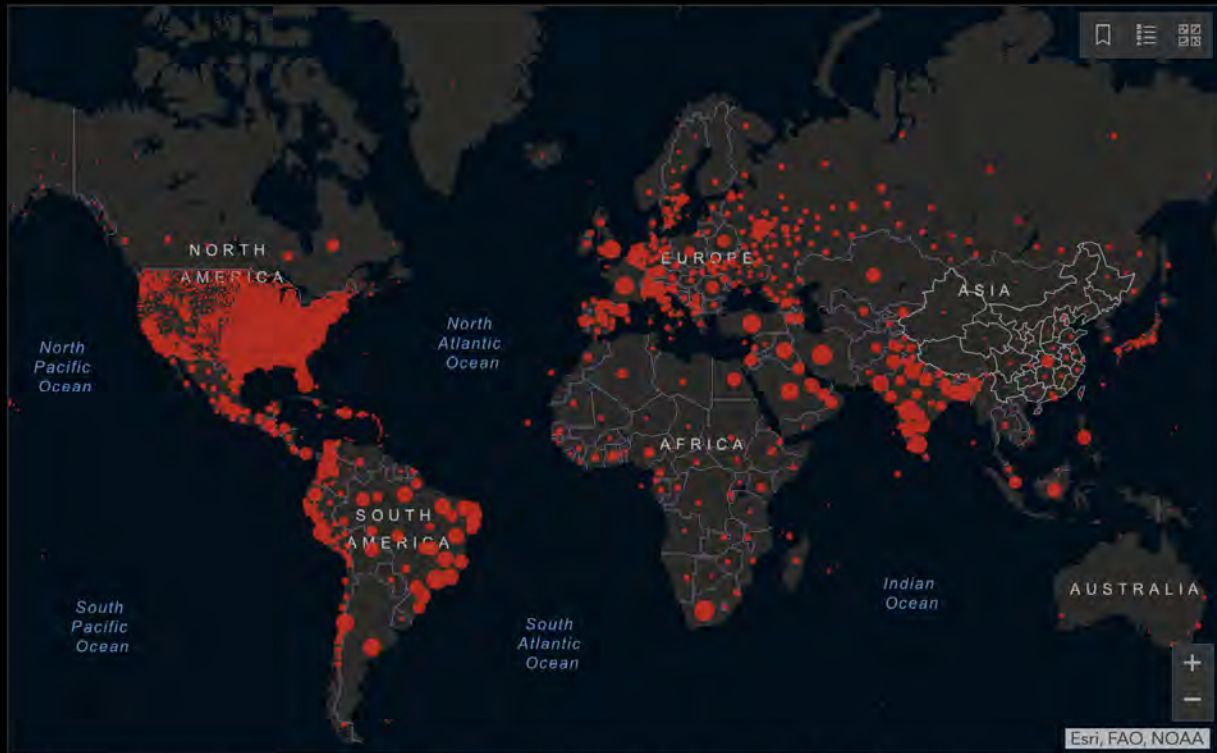 NORTH
AMERICA
EUROPE
ASIA
North
Pacific
Ocean
North
Atlantic
Ocean
AFRICA
SOUTH
AMERICA
Indian
Ocean
AUSTRALIA
South
Pacific
Ocean
South
Atlantic
Ocean
Esri, FAO, NOAA